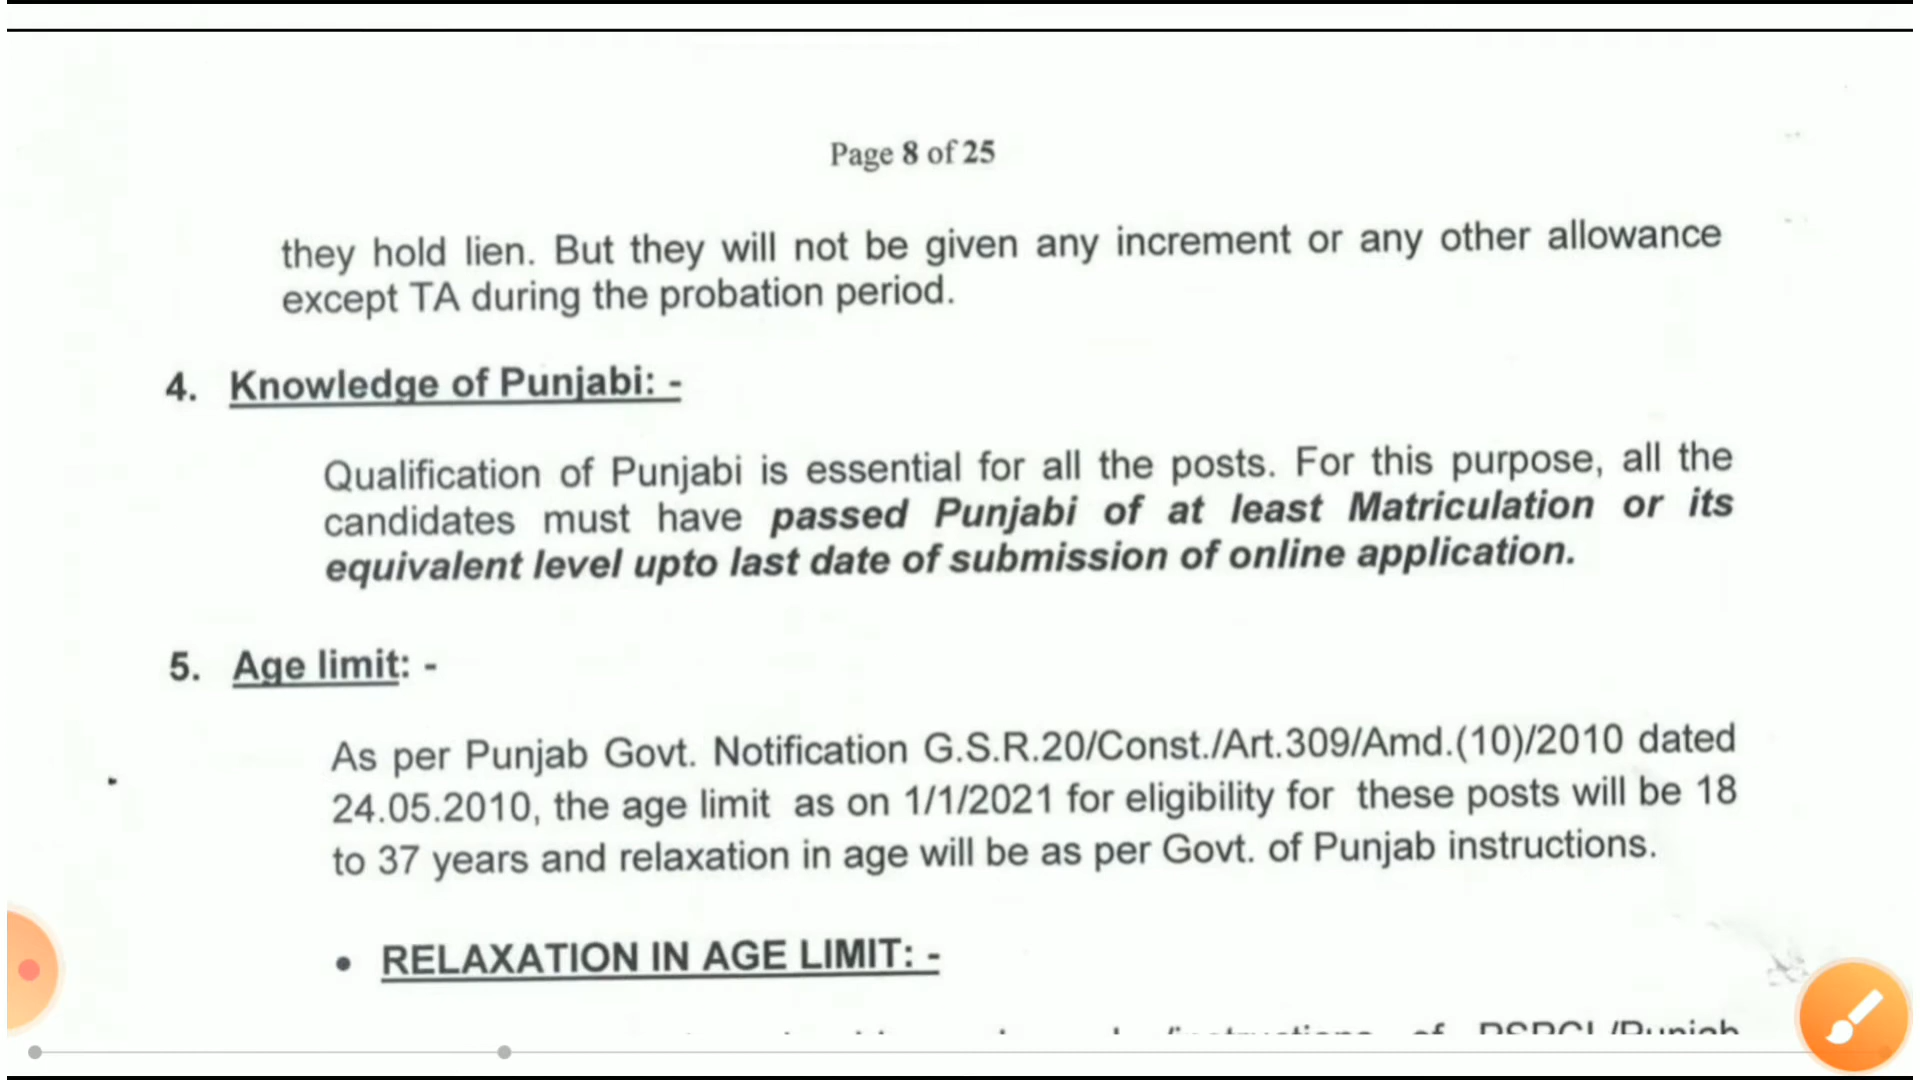 Page 8 of 25
they hold lien. But they will not be given any increment or any other allowance
except TA during the probation period.
4. Knowledge of Punjabi: -
Qualification of Punjabi is essential for all the posts. For this purpose, all the
candidates must have passed Punjabi of at least Matriculation or its
equivalent level upto last date of submission of online application.
5. Age limit: -
As per Punjab Govt. Notification G.S.R.20/Const./Art.309/Amd.(10)/2010 dated
24.05.2010, the age limit as on 1/1/2021 for eligibility for these posts will be 18
to 37 years and relaxation in age will be as per Govt. of Punjab instructions.
• RELAXATION IN AGE LIMIT: -
of PSPCL/Punjab